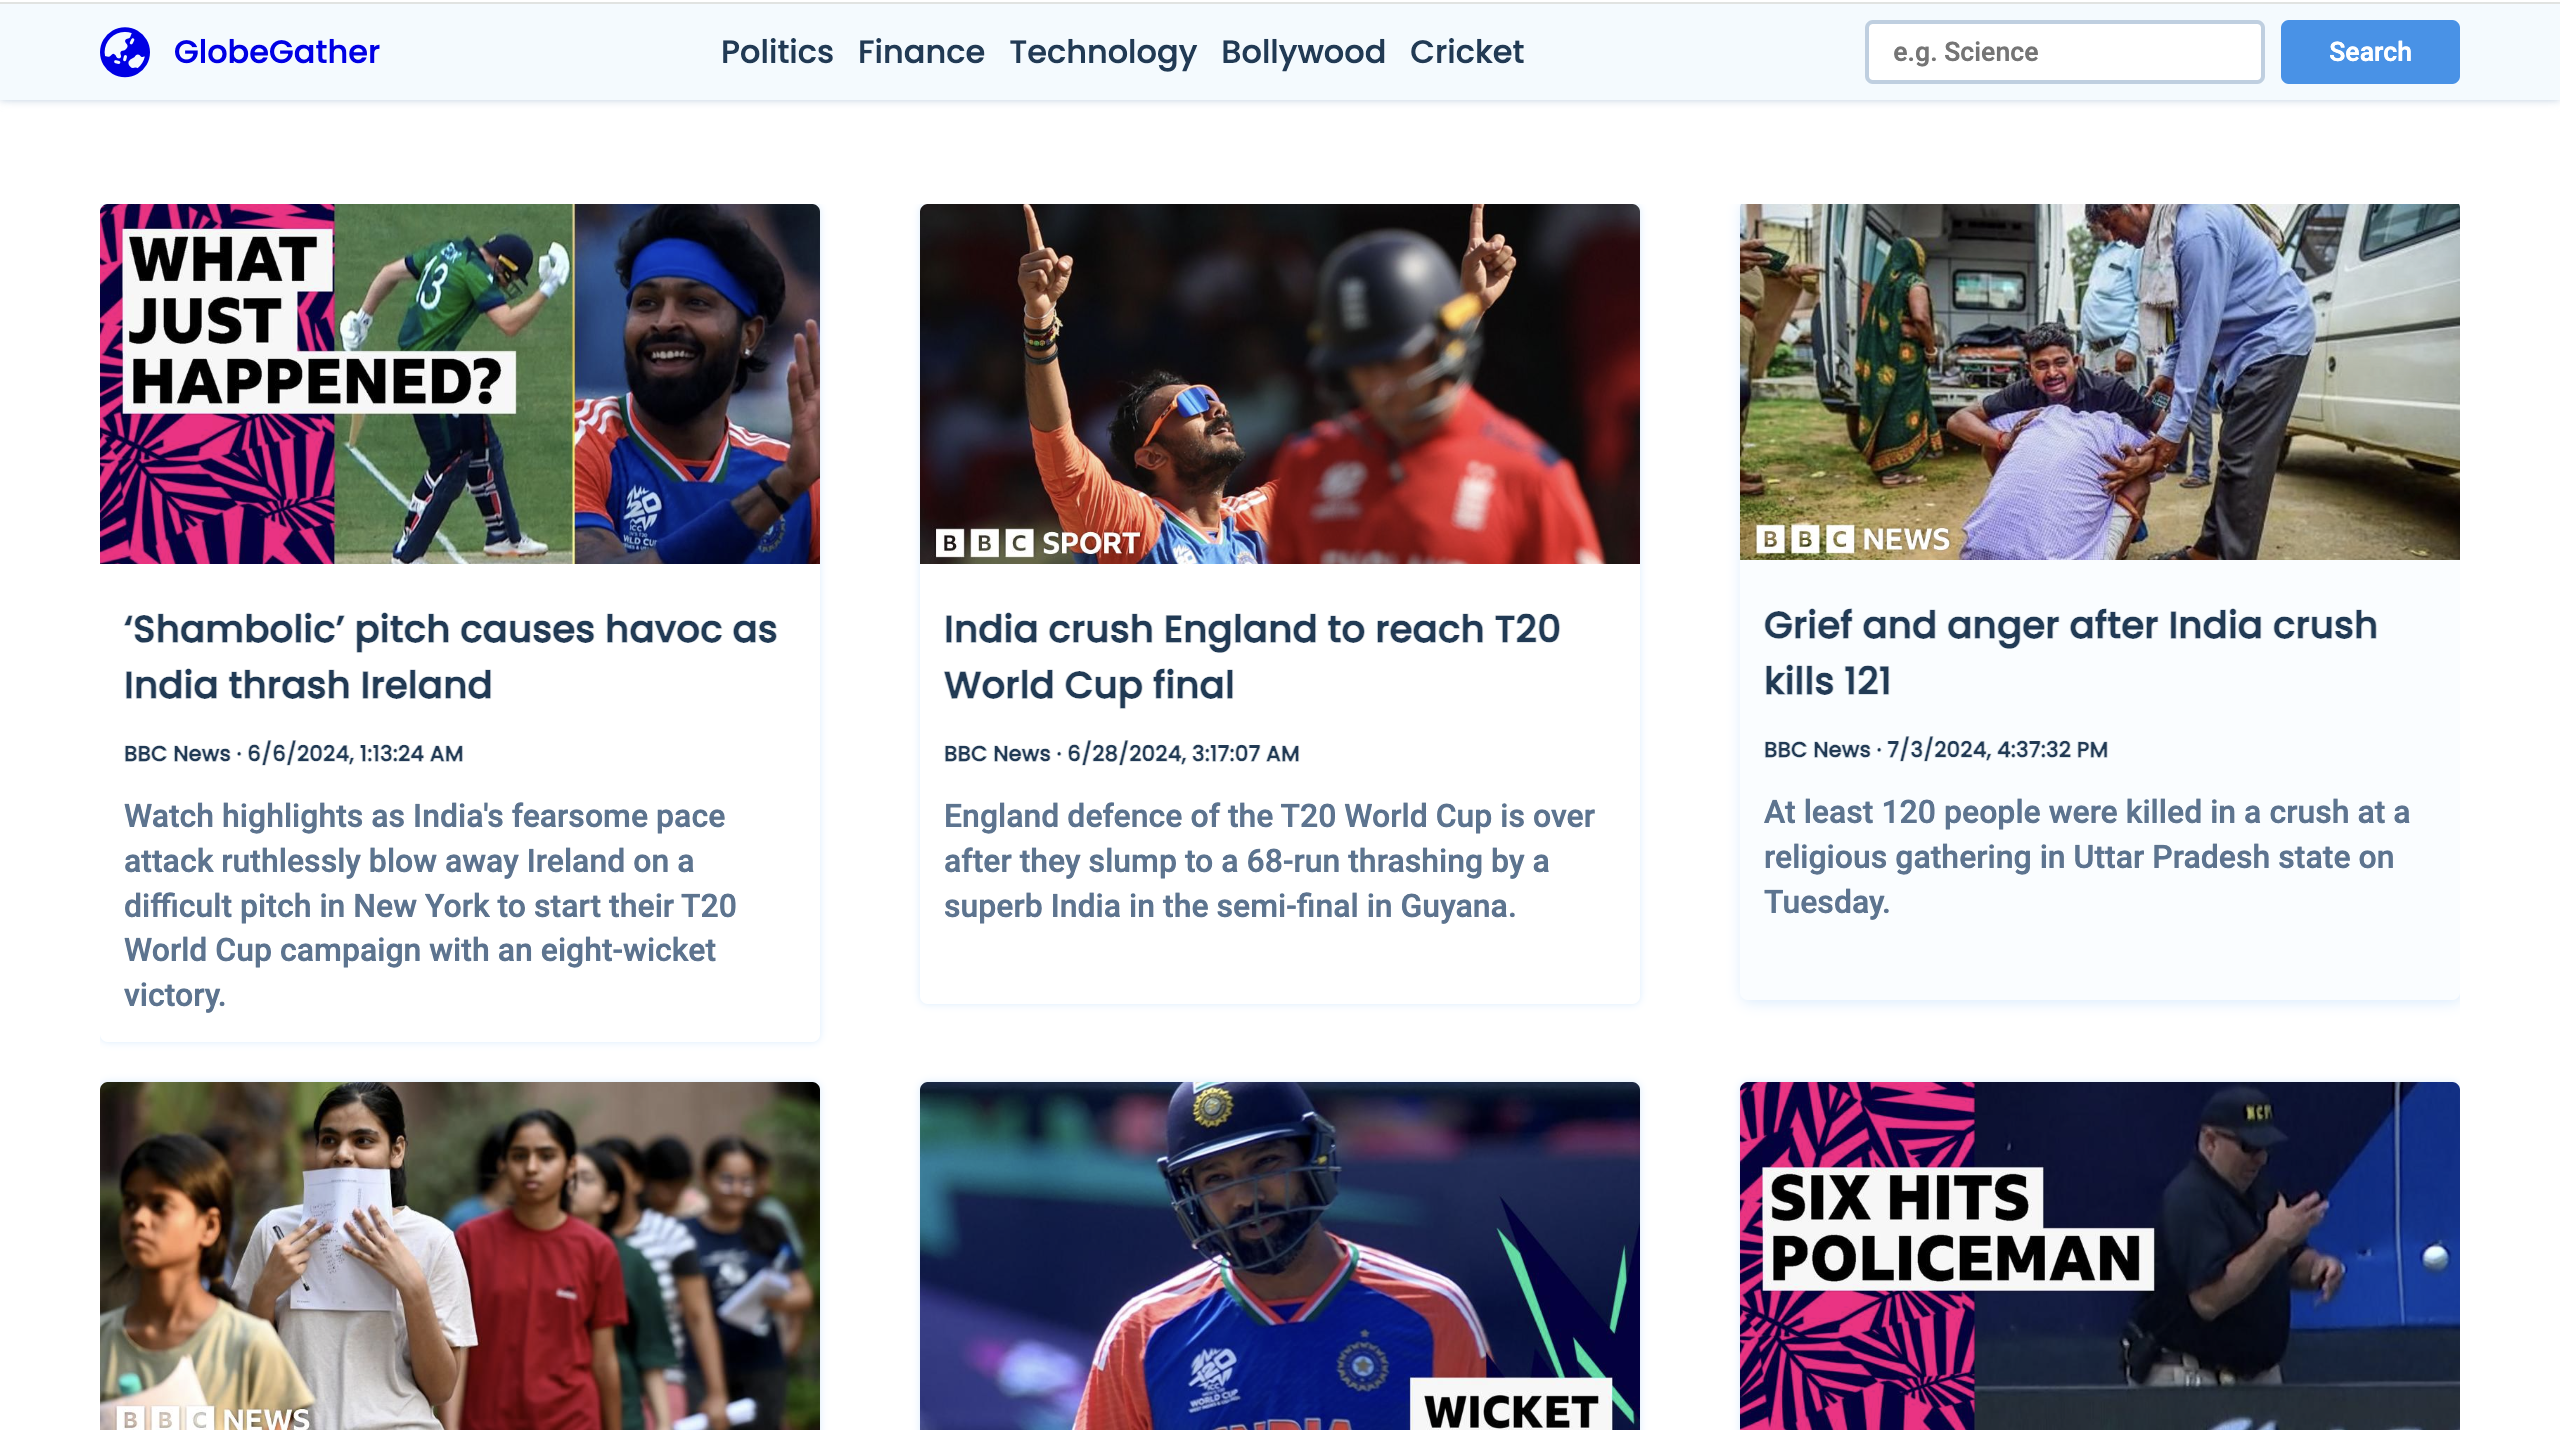 GlobeGather
Politics Finance Technology Bollywood Cricket
e.g. Science
Search
WHAT
JUST
HAPPENED?
13
‘Shambolic’ pitch causes havoc as
India thrash Ireland
BBC News · 6/6/2024, 1:13:24 AM
Watch highlights as India's fearsome pace
attack ruthlessly blow away Ireland on a
difficult pitch in New York to start their T20
World Cup campaign with an eight-wicket
victory.
BBC SPORT
India crush England to reach T20
World Cup final
BBC News · 6/28/2024, 3:17:07 AM
England defence of the T20 World Cup is over
after they slump to a 68-run thrashing by a
superb India in the semi-final in Guyana.
BBC NEWS
Grief and anger after India crush
kills 121
BBC News · 7/3/2024, 4:37:32 PM
At least 120 people were killed in a crush at a
religious gathering in Uttar Pradesh state on
Tuesday.
BBC NEWS
WICKET
INDIA
SIX HITS
POLICEMAN